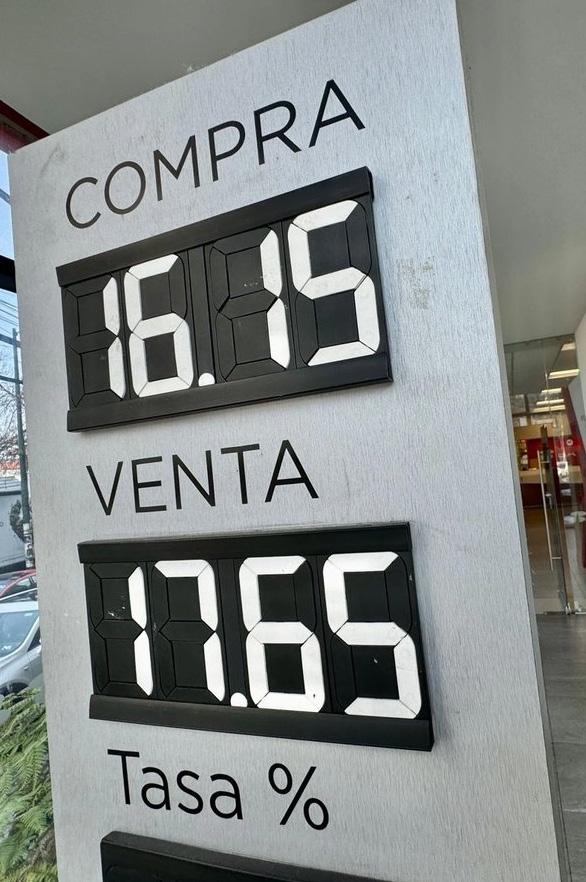 COMPRA
16.15
VENTA
17.65
Tasa %